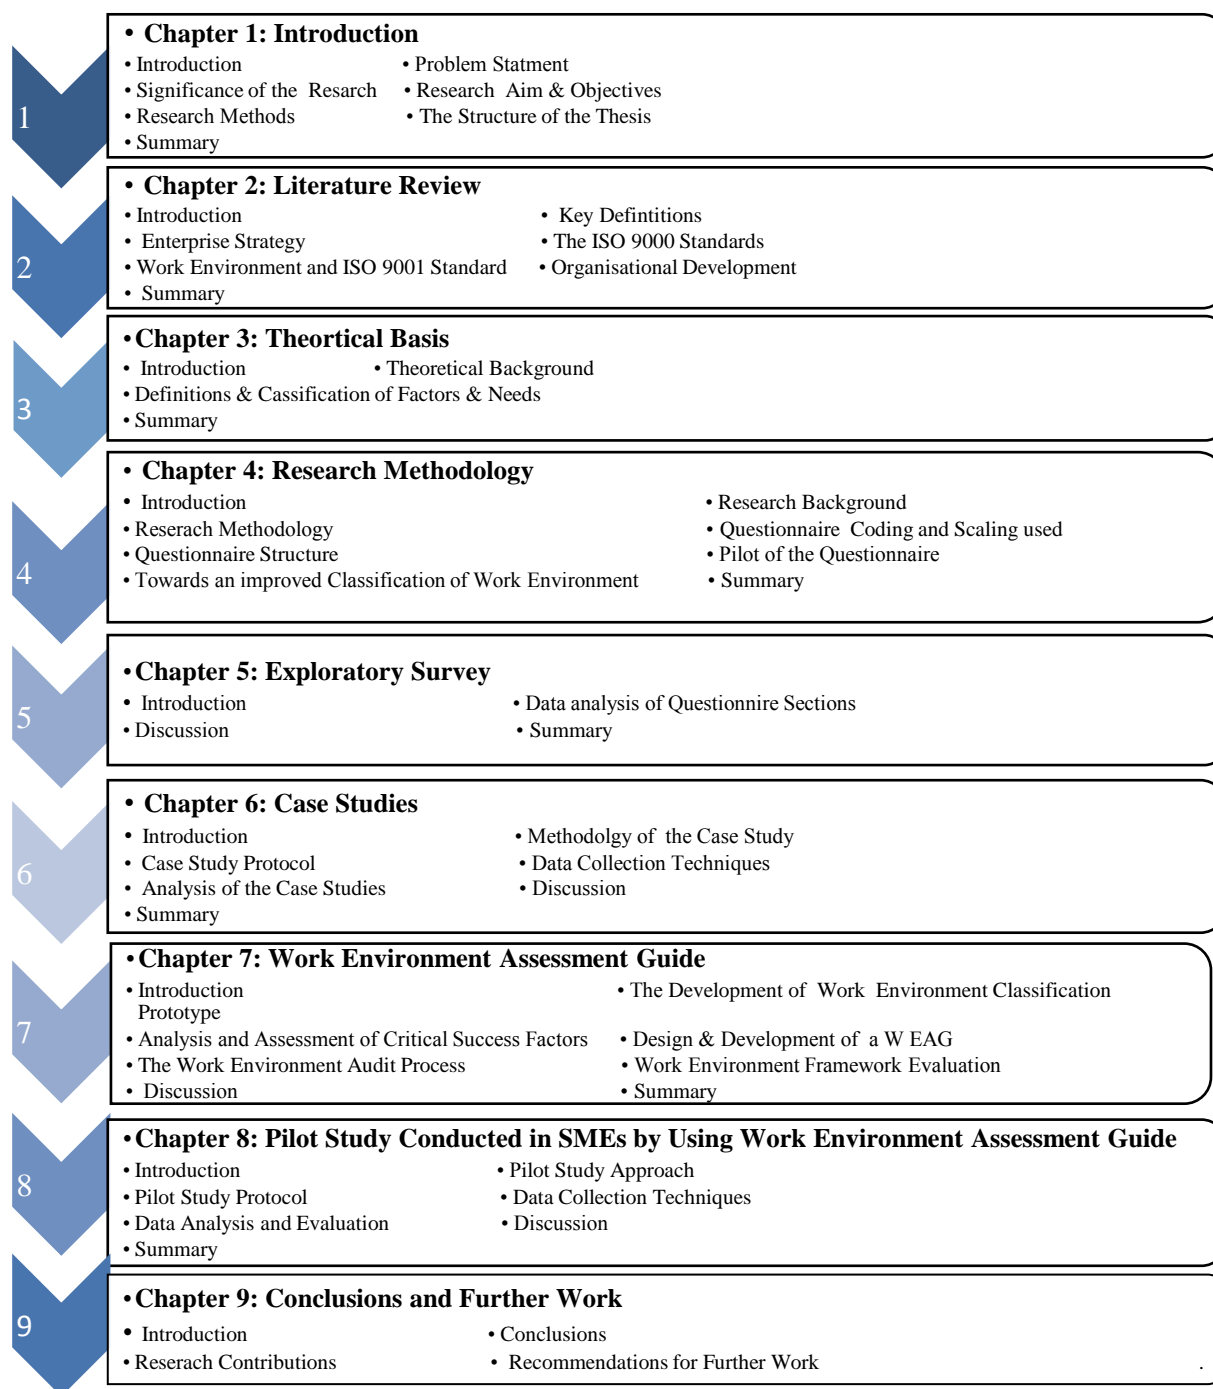 1
• Chapter 1: Introduction
• Introduction • Problem Statment
• Significance of the Resarch • Research Aim & Objectives
• Research Methods • The Structure of the Thesis
• Summary
2
• Chapter 2: Literature Review
• Introduction • Key Defintitions
• Enterprise Strategy • The ISO 9000 Standards
• Work Environment and ISO 9001 Standard • Organisational Development
• Summary
3
• Chapter 3: Theortical Basis
• Introduction • Theoretical Background
• Definitions & Cassification of Factors & Needs
• Summary
4
• Chapter 4: Research Methodology
• Introduction • Research Background
• Reserach Methodology • Questionnaire Coding and Scaling used
• Questionnaire Structure • Pilot of the Questionnaire
• Towards an improved Classification of Work Environment • Summary
5
• Chapter 5: Exploratory Survey
• Introduction • Data analysis of Questionnire Sections
• Discussion • Summary
6
• Chapter 6: Case Studies
• Introduction • Methodolgy of the Case Study
• Case Study Protocol • Data Collection Techniques
• Analysis of the Case Studies • Discussion
• Summary
7
• Chapter 7: Work Environment Assessment Guide
• Introduction • The Development of Work Environment Classification
Prototype
• Analysis and Assessment of Critical Success Factors • Design & Development of a W EAG
• The Work Environment Audit Process • Work Environment Framework Evaluation
• Discussion • Summary
8
• Chapter 8: Pilot Study Conducted in SMEs by Using Work Environment Assessment Guide
• Introduction • Pilot Study Approach
• Pilot Study Protocol • Data Collection Techniques
• Data Analysis and Evaluation • Discussion
• Summary
9
• Chapter 9: Conclusions and Further Work
• Introduction • Conclusions
• Reserach Contributions • Recommendations for Further Work .